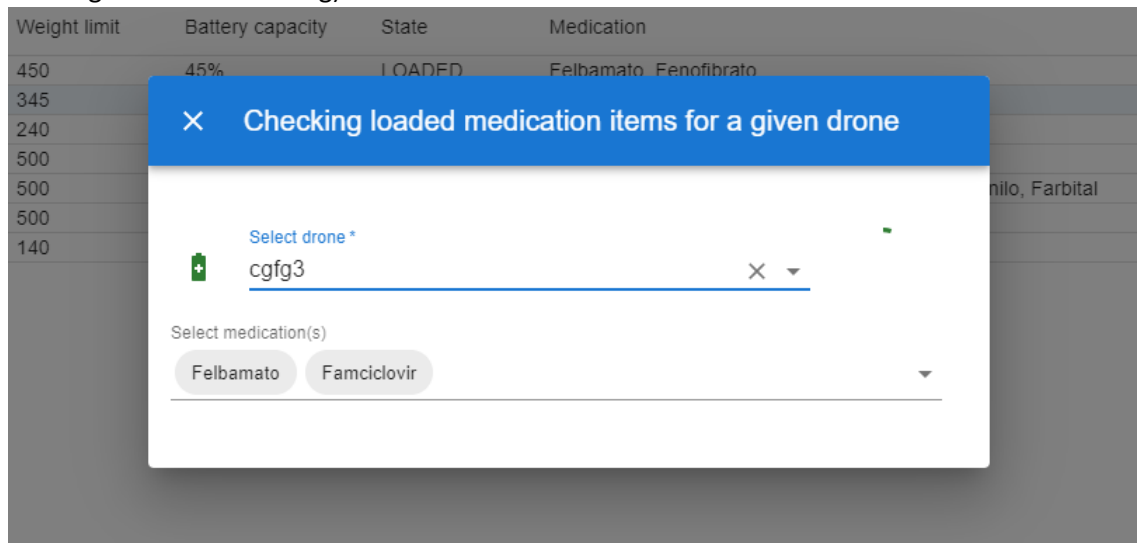 Weight limit Battery capacity State Medication
450 45% LOADED Felbamato, Fenofibrato
345
240
500
500 nilo, Farbital
500
140
Checking loaded medication items for a given drone
Select drone *
cgfg3
Select medication(s)
Felbamato Famciclovir